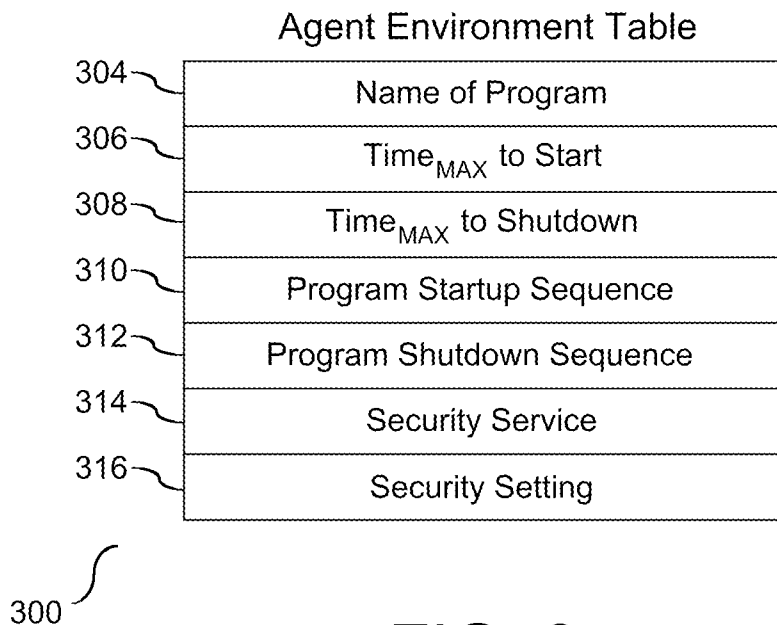 Agent Environment Table
304
Name of Program
306
TimeMAX to Start
308
TimeMAX to Shutdown
310
Program Startup Sequence
312
Program Shutdown Sequence
314
Security Service
316
Security Setting
300